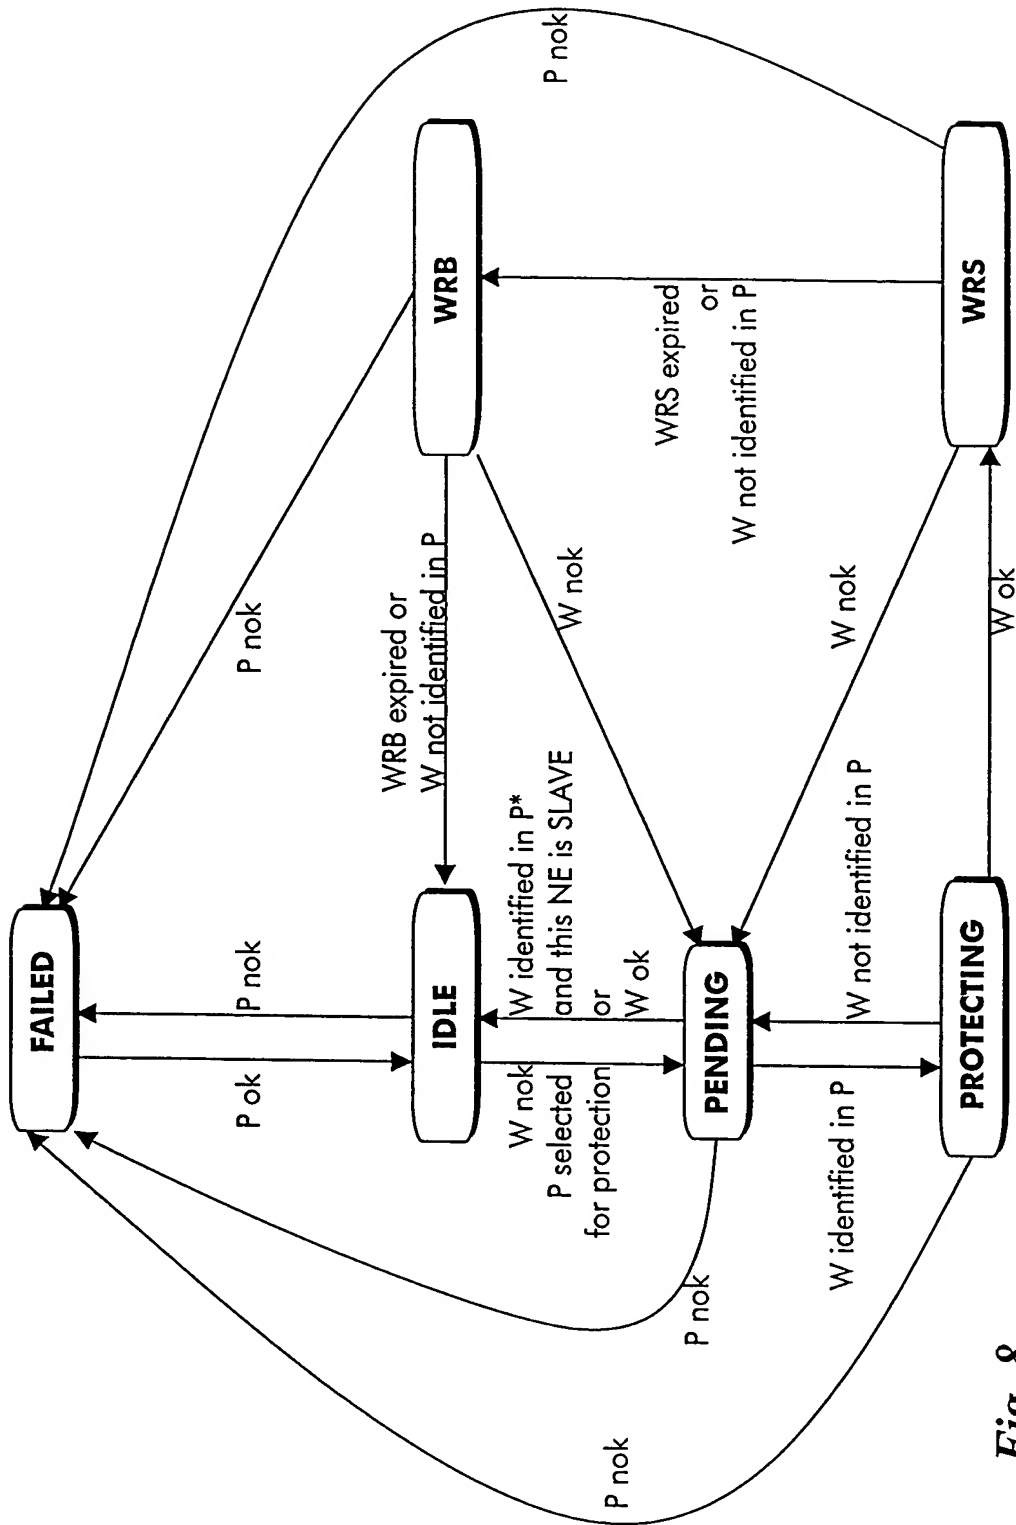 FAILED
P nok
P ok
P nok
P nok
WRB expired or
W not identified in P
IDLE
WRB
W nok
P selected
for protection
W identified in P*
and this NE is SLAVE
or
W ok
W nok
WRS expired
or
W not identified in P
P nok
P nok
PENDING
W identified in P
W not identified in P
W nok
PROTECTING
WRS
W ok
Fig. 8